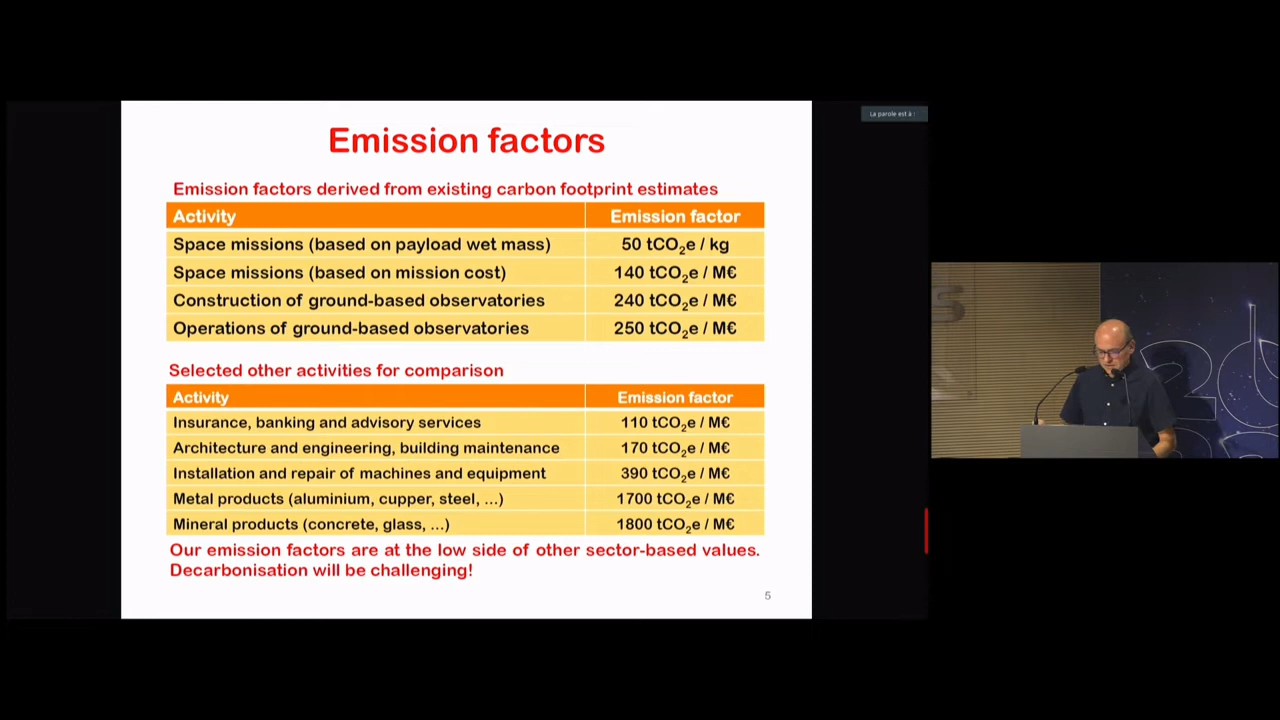 La parole est à :
Emission factors
Emission factors derived from existing carbon footprint estimates
Activity Emission factor
Space missions (based on payload wet mass) 50 tCO₂e / kg
Space missions (based on mission cost) 140 tCO₂e / M€
Construction of ground-based observatories 240 tCO₂e / M€
Operations of ground-based observatories 250 tCO₂e / M€
Selected other activities for comparison
Activity Emission factor
Insurance, banking and advisory services 110 tCO₂e / M€
Architecture and engineering, building maintenance 170 tCO₂e / M€
Installation and repair of machines and equipment 390 tCO₂e / M€
Metal products (aluminium, cupper, steel, ...) 1700 tCO₂e / M€
Mineral products (concrete, glass, ...) 1800 tCO₂e / M€
Our emission factors are at the low side of other sector-based values.
Decarbonisation will be challenging!
5